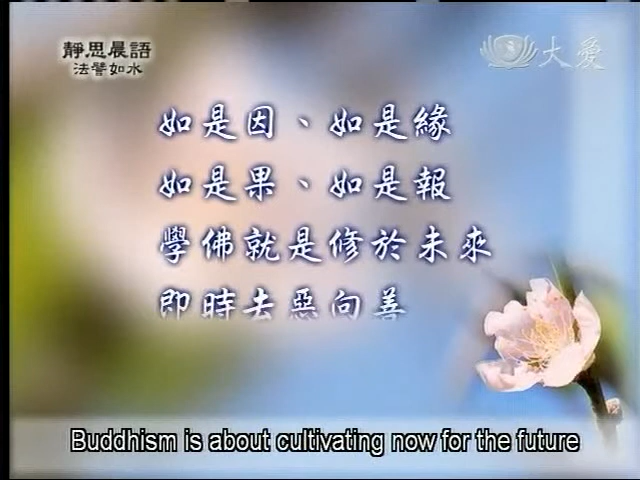 靜思晨語
法譬如水
大愛
如是因、如是緣
如是果、如是報
學佛就是修於未來
即時去惡向善
Buddhism is about cultivating now for the future